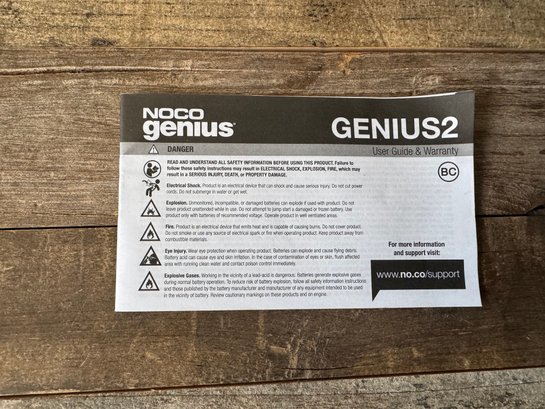 NOCO
genius
GENIUS2
User Guide & Warranty
DANGER
READ AND UNDERSTAND ALL SAFETY INFORMATION BEFORE USING THIS PRODUCT. Failure to
follow these safety instructions may result in ELECTRICAL SHOCK, EXPLOSION, FIRE, which may
result in a SERIOUS INJURY, DEATH, or PROPERTY DAMAGE.
BC
Electrical Shock. Product is an electrical device that can shock and cause serious injury. Do not cut power
cords. Do not submerge in water or get wet.
Explosion. Unmonitored, incompatible, or damaged batteries can explode if used with product. Do not
leave product unattended while in use. Do not attempt to jump start a damaged or frozen battery. Use
product only with batteries of recommended voltage. Operate product in well ventilated areas.
Fire. Product is an electrical device that emits heat and is capable of causing burns. Do not cover product.
Do not smoke or use any source of electrical spark or fire when operating product. Keep product away from
combustible materials.
Eye Injury. Wear eye protection when operating product. Batteries can explode and cause flying debris.
Battery acid can cause eye and skin irritation. In the case of contamination of eyes or skin, flush affected
area with running clean water and contact poison control immediately.
Explosive Gases. Working in the vicinity of a lead-acid is dangerous. Batteries generate explosive gases
during normal battery operation. To reduce risk of battery explosion, follow all safety information instructions
and those published by the battery manufacturer and manufacturer of any equipment intended to be used
in the vicinity of battery. Review cautionary markings on these products and on engine.
For more information
and support visit:
www.no.co/support